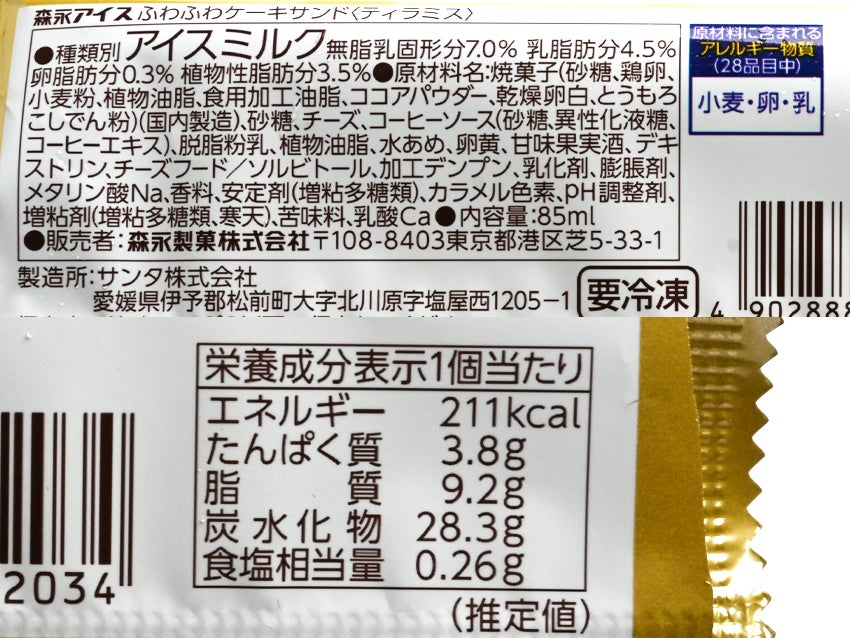 森永アイス ふわふわケーキサンド〈ティラミス〉
●種類別 アイスミルク 無脂乳固形分7.0% 乳脂肪分4.5%
卵脂肪分0.3% 植物性脂肪分3.5%●原材料名:焼菓子(砂糖、鶏卵、
小麦粉、植物油脂、食用加工油脂、ココアパウダー、乾燥卵白、とうもろ
こしでん粉)(国内製造)、砂糖、チーズ、コーヒーソース(砂糖、異性化液糖、
コーヒーエキス)、脱脂粉乳、植物油脂、水あめ、卵黄、甘味果実酒、デキ
ストリン、チーズフード/ソルビトール、加工デンプン、乳化剤、膨脹剤、
メタリン酸Na、香料、安定剤(増粘多糖類)、カラメル色素、pH調整剤、
増粘剤(増粘多糖類、寒天)、苦味料、乳酸Ca●内容量:85ml
●販売者:森永製菓株式会社〒108-8403東京都港区芝5-33-1
原材料に含まれる
アレルギー物質
(28品目中)
小麦・卵・乳
製造所:サンタ株式会社
愛媛県伊予郡松前町大字北川原字塩屋西1205-1
要冷凍
4 902888
栄養成分表示1個当たり
エネルギー 211kcal
たんぱく質 3.8g
脂質 9.2g
炭水化物 28.3g
食塩相当量 0.26g
(推定値)
2034